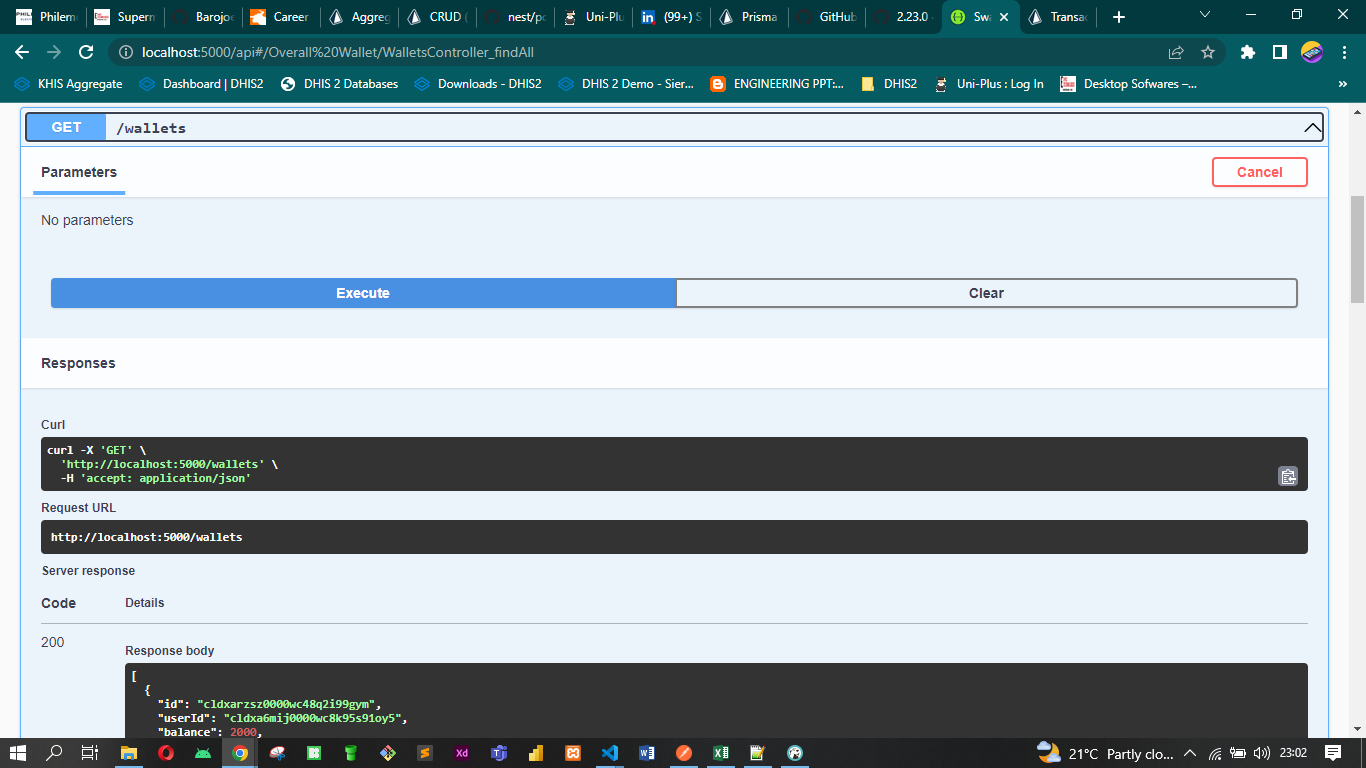 Philem
Supern
Barojo
Career
Aggreg
CRUD (
nest/pc
Uni-Plu
(99+) S
Prisma
GitHub
2.23.0
Swa
Transac
localhost:5000/api#/Overall%20Wallet/WalletsController_findAll
KHIS Aggregate
Dashboard | DHIS2
DHIS 2 Databases
Downloads - DHIS2
DHIS 2 Demo - Sier...
ENGINEERING PPT:...
DHIS2
Uni-Plus : Log In
Desktop Sofwares –...
GET /wallets
Parameters
Cancel
No parameters
Execute
Clear
Responses
Curl
curl -X 'GET' \
'http://localhost:5000/wallets' \
-H 'accept: application/json'
Request URL
http://localhost:5000/wallets
Server response
Code
Details
200
Response body
[
{
"id": "cldxarzsz0000wc48q2i99gym",
"userId": "cldxa6mij0000wc8k95s91oy5",
"balance": 2000,
21°C Partly clo...
23:02